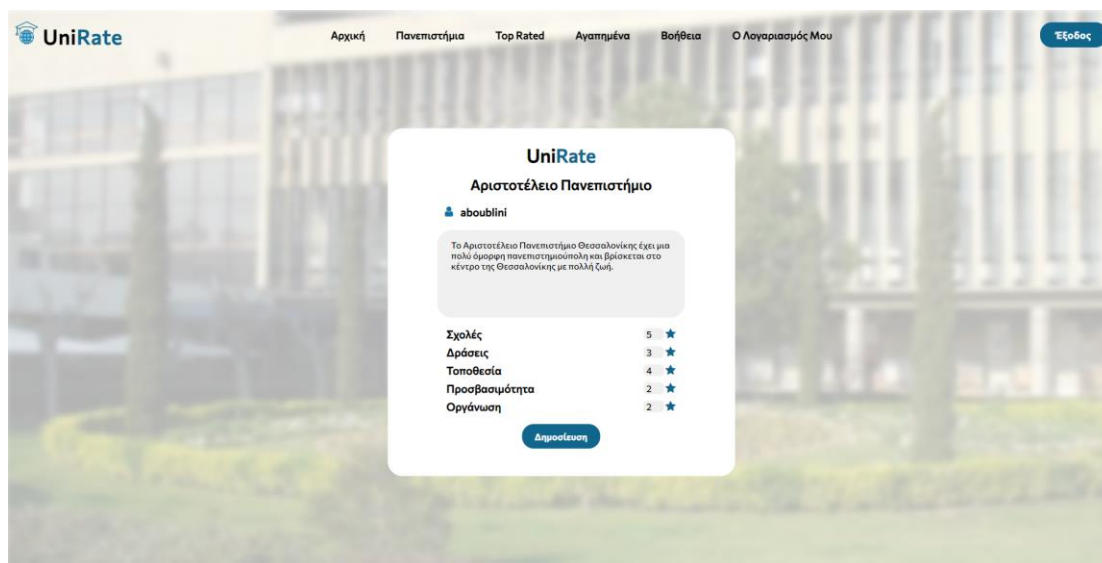 UniRate
Αρχική Πανεπιστήμια Top Rated Αγαπημένα Βοήθεια Ο Λογαριασμός Μου Έξοδος
UniRate
Αριστοτέλειο Πανεπιστήμιο
aboublini
Το Αριστοτέλειο Πανεπιστήμιο Θεσσαλονίκης έχει μια
πολύ όμορφη πανεπιστημιούπολη και βρίσκεται στο
κέντρο της Θεσσαλονίκης με πολλή ζωή.
Σχολές 5
Δράσεις 3
Τοποθεσία 4
Προσβασιμότητα 2
Οργάνωση 2
Δημοσίευση